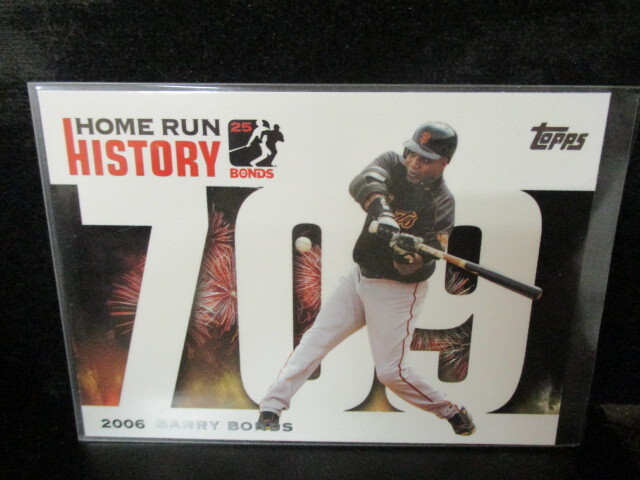 HOME RUN
HISTORY
25
BONDS
Topps
709
2006 BARRY BONDS